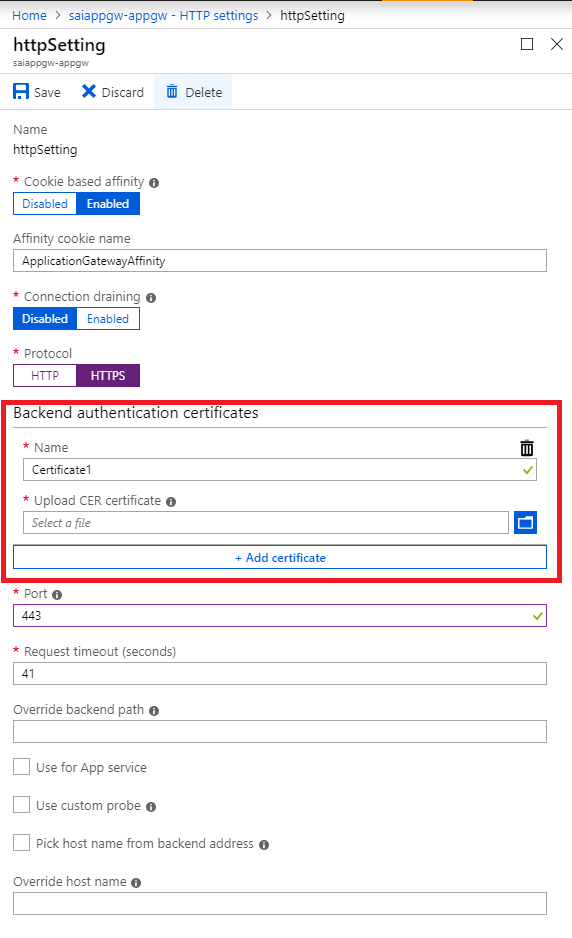 Home > saiappgw-appgw - HTTP settings > httpSetting
httpSetting
saiappgw-appgw
Save Discard Delete
Name
httpSetting
* Cookie based affinity
Disabled Enabled
Affinity cookie name
ApplicationGatewayAffinity
* Connection draining
Disabled Enabled
* Protocol
HTTP HTTPS
Backend authentication certificates
* Name
Certificate1
* Upload CER certificate
Select a file
+ Add certificate
* Port
443
* Request timeout (seconds)
41
Override backend path
Use for App service
Use custom probe
Pick host name from backend address
Override host name